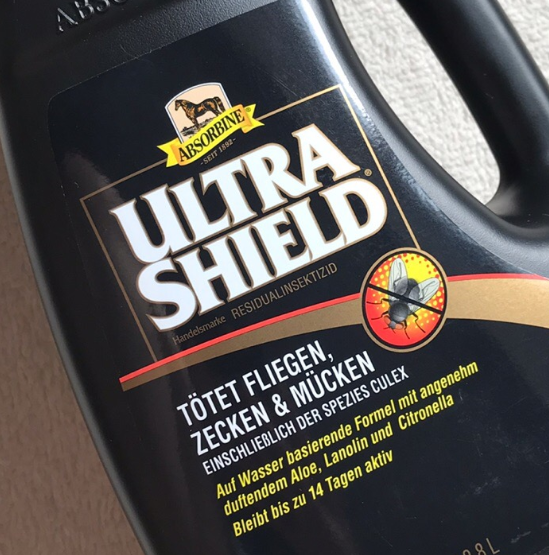 ABSORBINE
- SEIT 1892 -
ULTRA
SHIELD®
Handelsmarke RESIDUALINSEKTIZID
TÖTET FLIEGEN,
ZECKEN & MÜCKEN
EINSCHLIEßLICH DER SPEZIES CULEX
Auf Wasser basierende Formel mit angenehm
duftendem Aloe, Lanolin und Citronella
Bleibt bis zu 14 Tagen aktiv